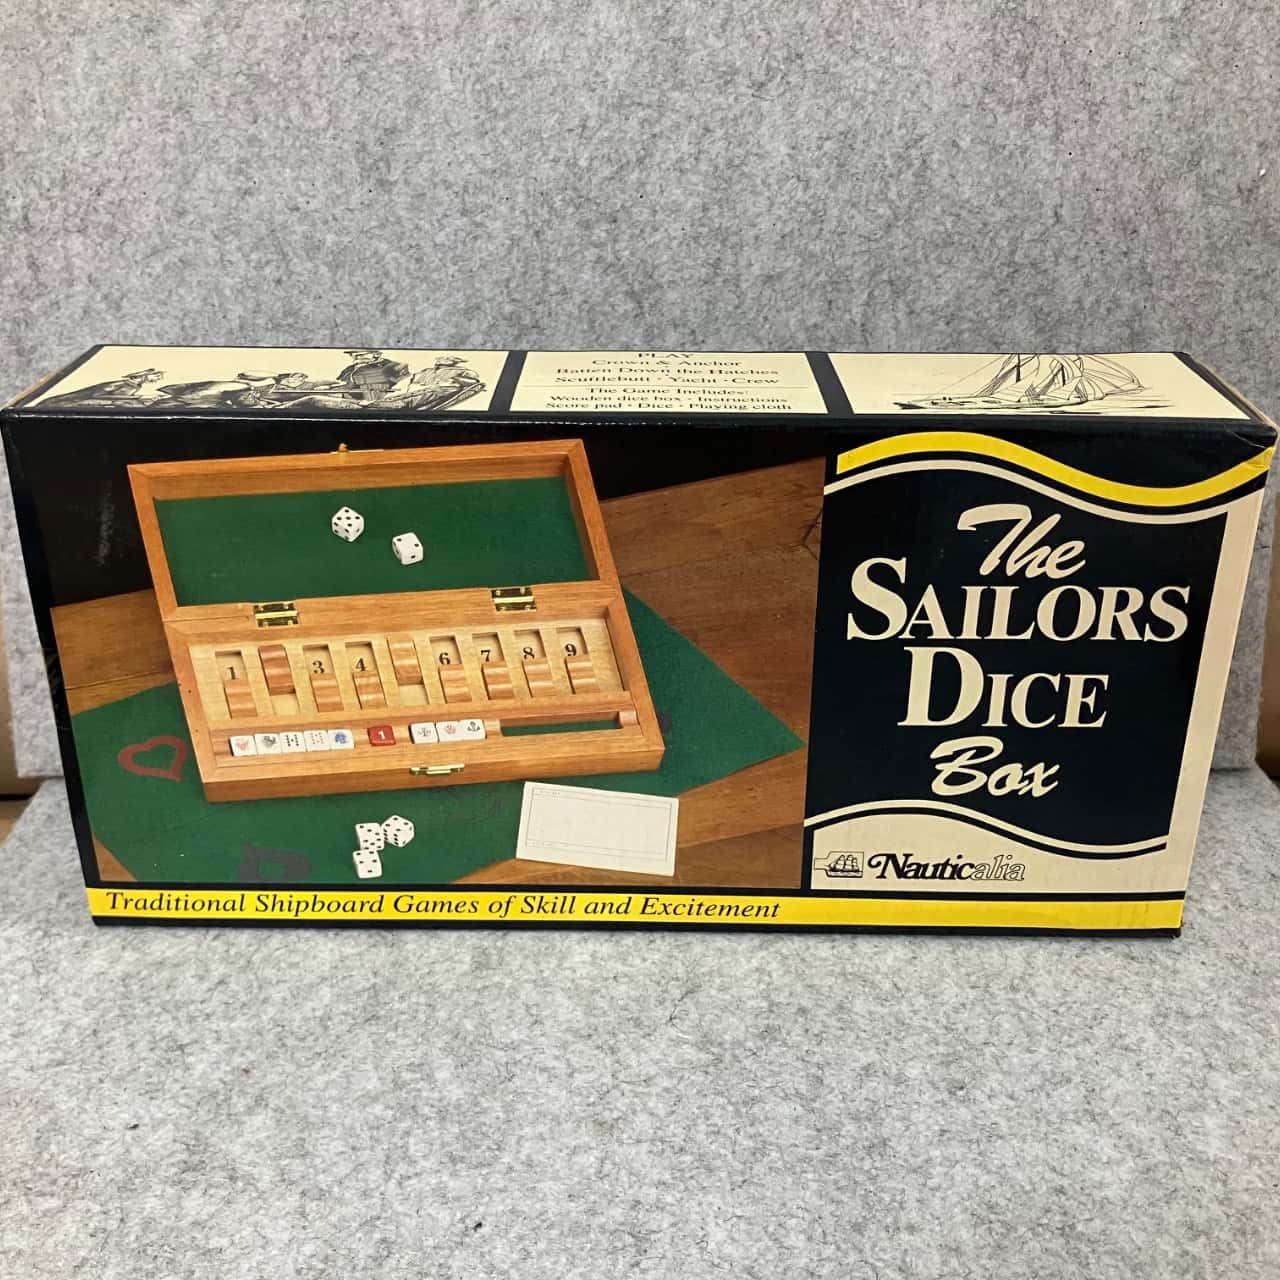 PLAY
Crown & Anchor
Batten Down the Hatches
Scuttlebutt · Yacht · Crew
The Game Includes:
Wooden dice box · Instructions
Score pad · Dice · Playing cloth
The
SAILORS
DICE
Box
1 3 4 6 7 8 9
1
Nauticalia
Traditional Shipboard Games of Skill and Excitement